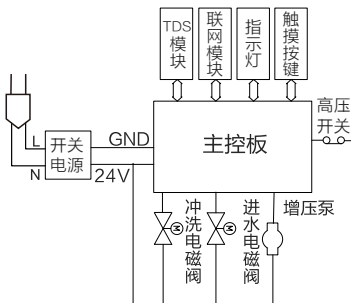 TDS
模块
联网模块
指示灯
触摸按键
高压
开关
L
N
开关
电源
GND
24V
主控板
冲洗电磁阀
M
进水电磁阀
M
增压泵